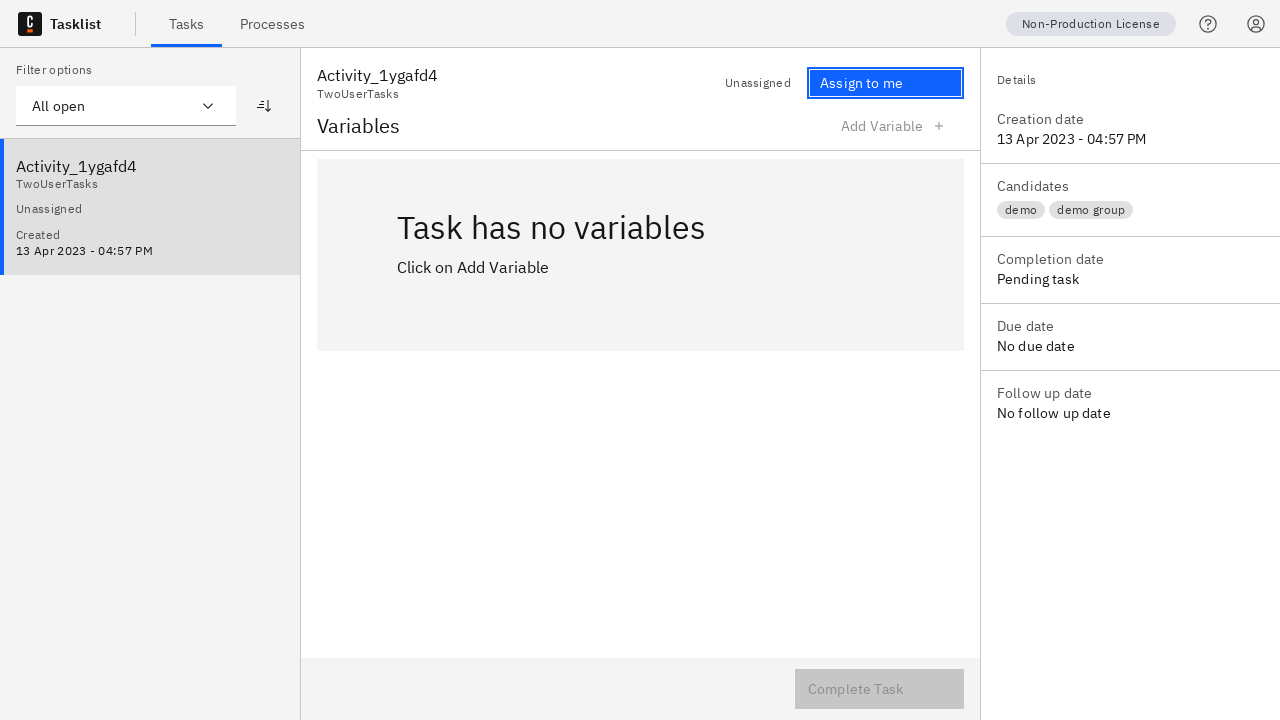 Tasklist
Tasks
Processes
Non-Production License
Filter options
All open
Activity_1ygafd4
TwoUserTasks
Unassigned
Created
13 Apr 2023 - 04:57 PM
Activity_1ygafd4
TwoUserTasks
Unassigned
Assign to me
Variables
Add Variable
Task has no variables
Click on Add Variable
Complete Task
Details
Creation date
13 Apr 2023 - 04:57 PM
Candidates
demo
demo group
Completion date
Pending task
Due date
No due date
Follow up date
No follow up date